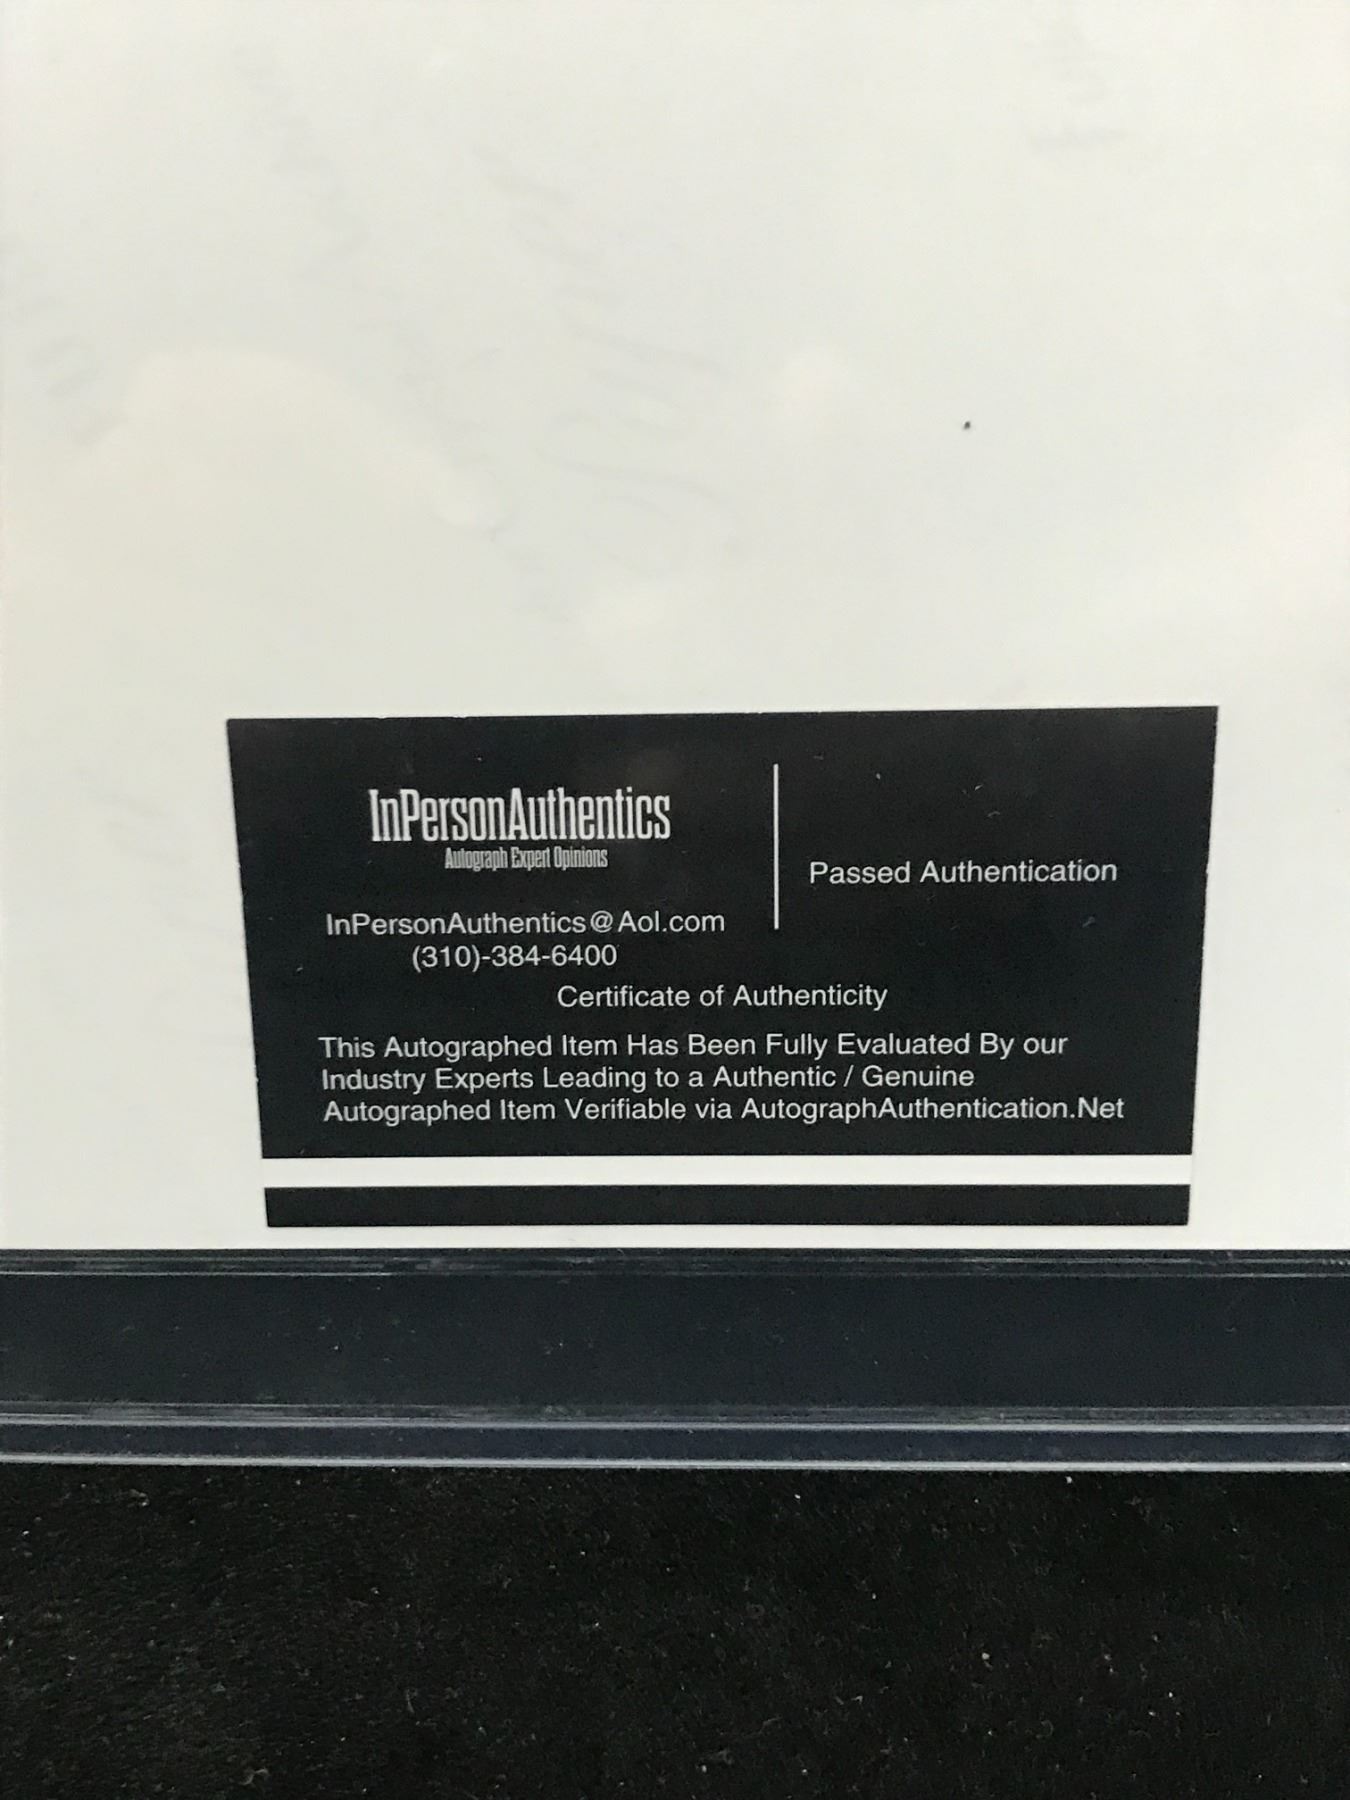 InPersonAuthentics
Autograph Expert Opinions
InPersonAuthentics@Aol.com
(310)-384-6400
Passed Authentication
Certificate of Authenticity
This Autographed Item Has Been Fully Evaluated By our
Industry Experts Leading to a Authentic / Genuine
Autographed Item Verifiable via AutographAuthentication.Net